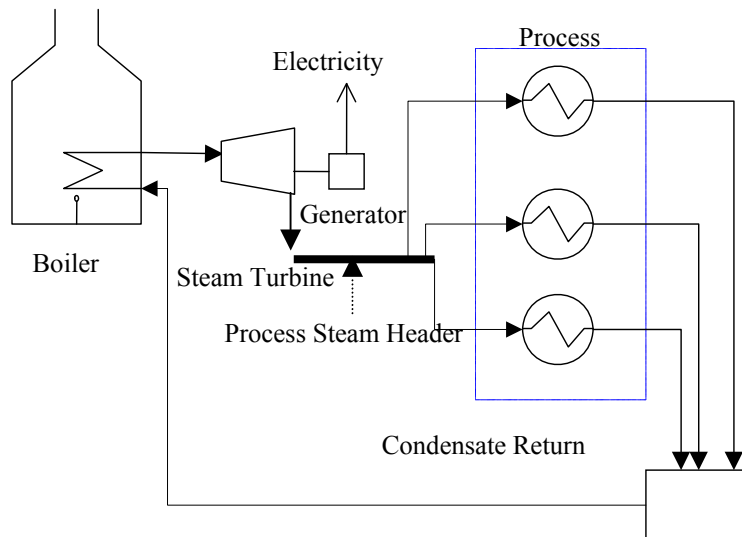 Process
Electricity
Generator
Boiler
Steam Turbine
Process Steam Header
Condensate Return